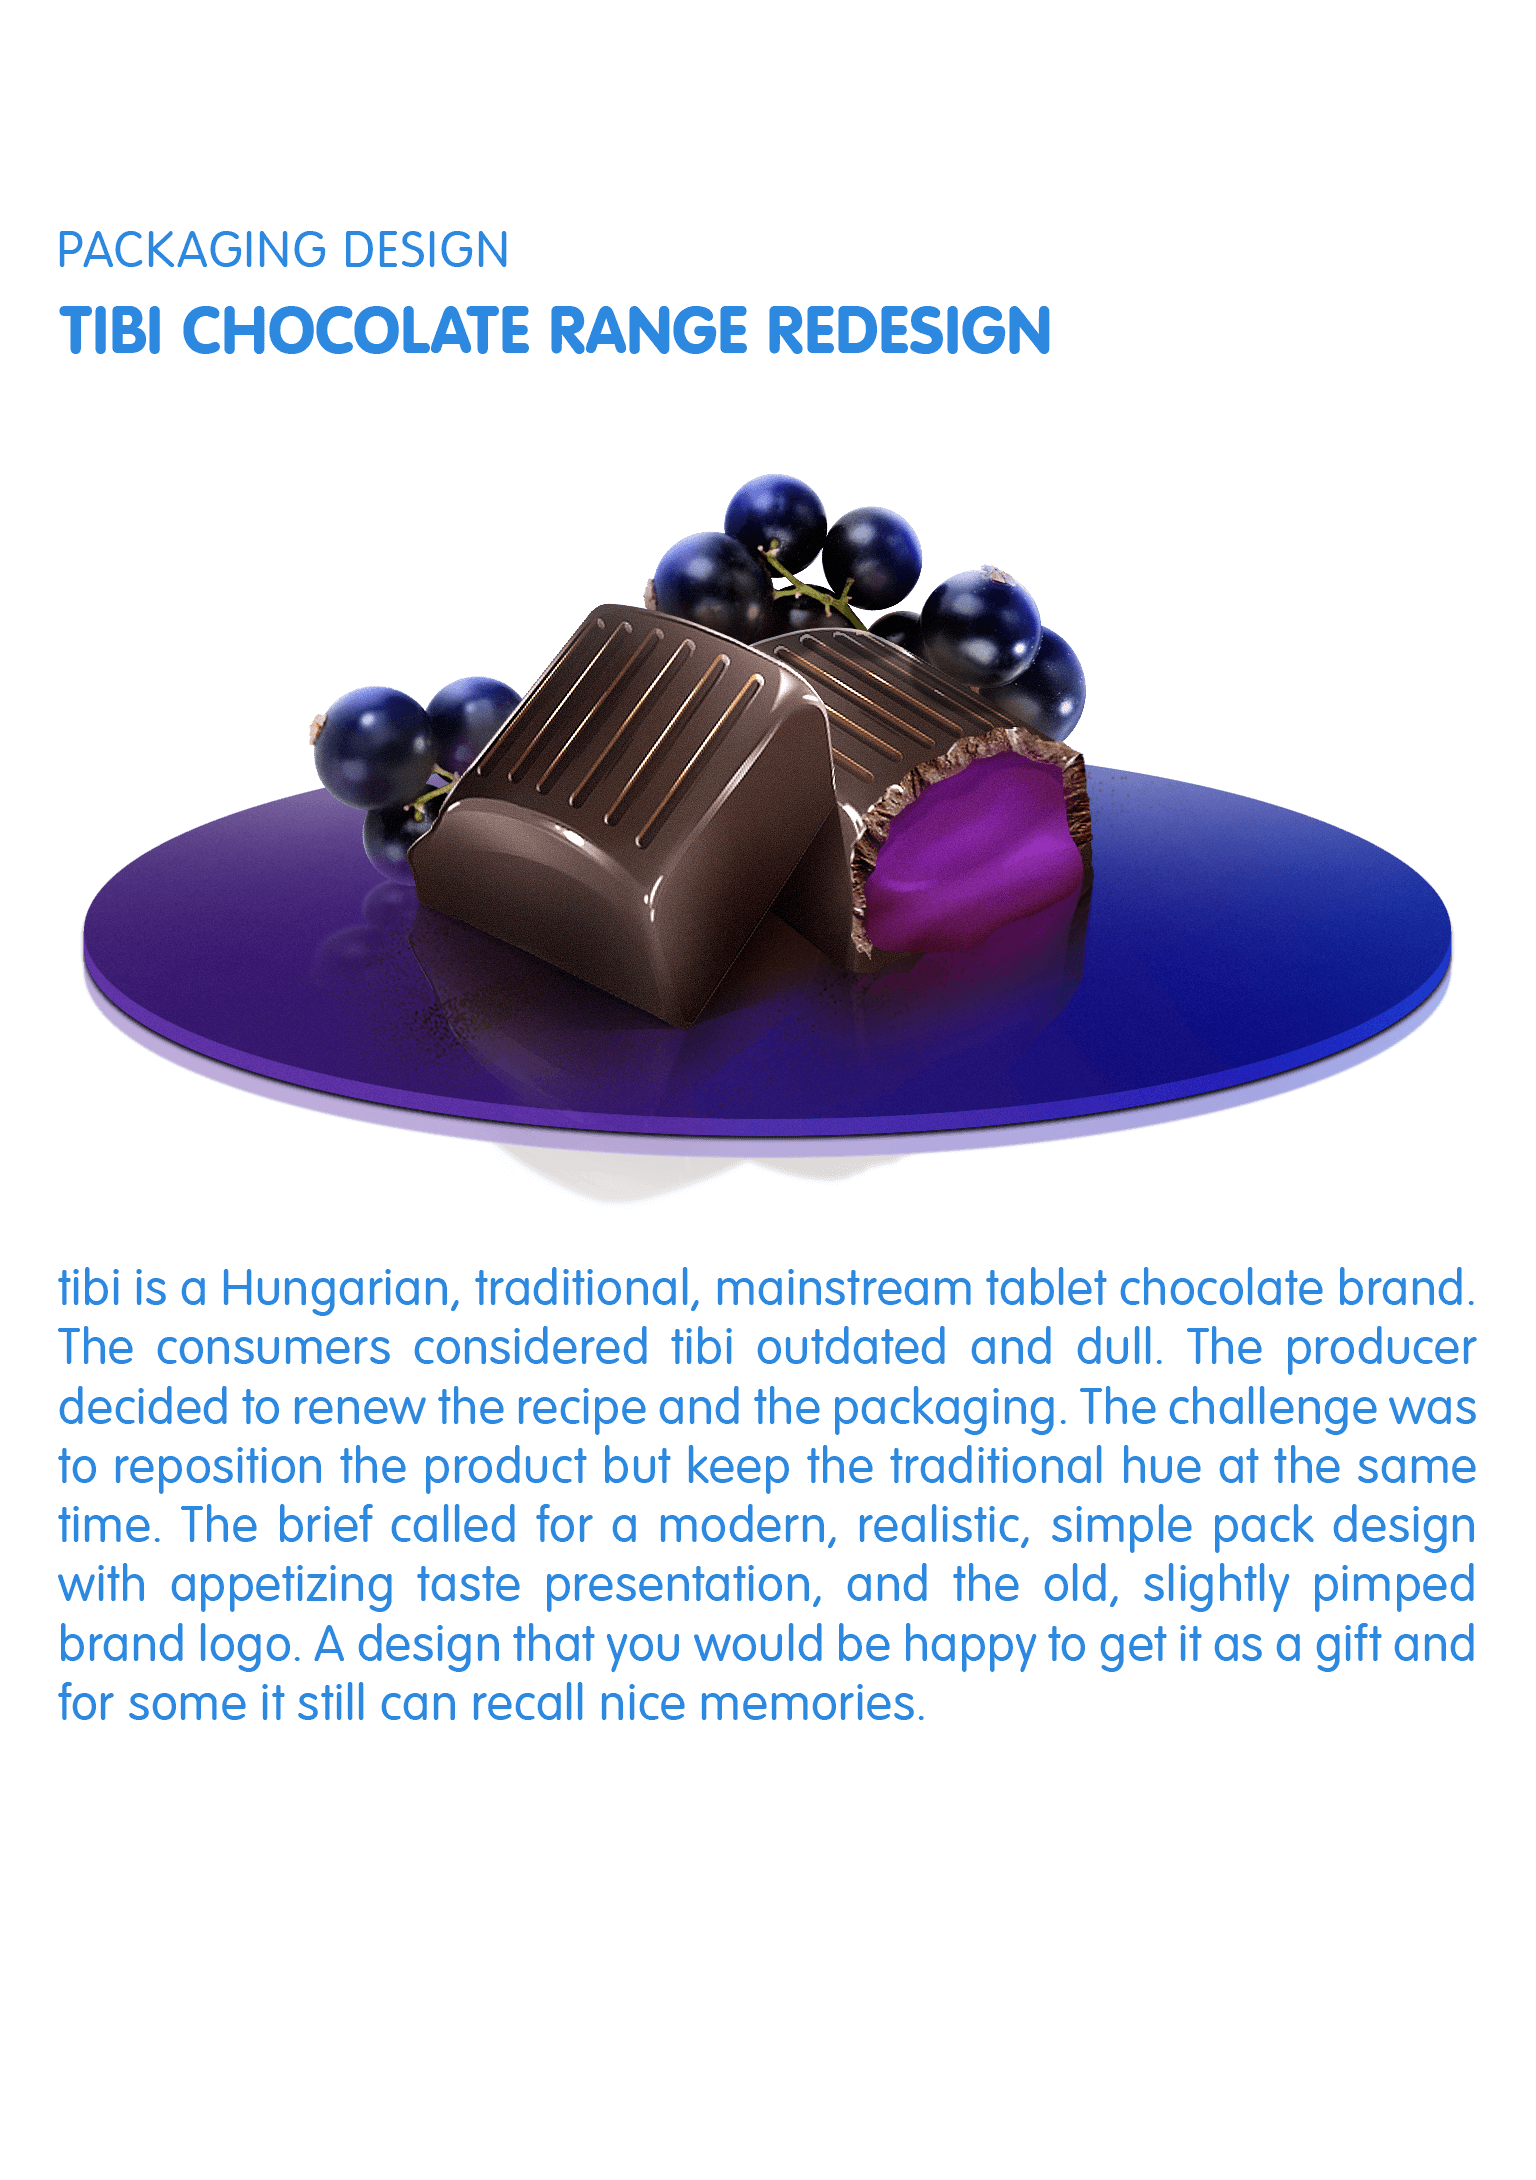 PACKAGING DESIGN
TIBI CHOCOLATE RANGE REDESIGN
tibi is a Hungarian, traditional, mainstream tablet chocolate brand.
The consumers considered tibi outdated and dull. The producer
decided to renew the recipe and the packaging. The challenge was
to reposition the product but keep the traditional hue at the same
time. The brief called for a modern, realistic, simple pack design
with appetizing taste presentation, and the old, slightly pimped
brand logo. A design that you would be happy to get it as a gift and
for some it still can recall nice memories.